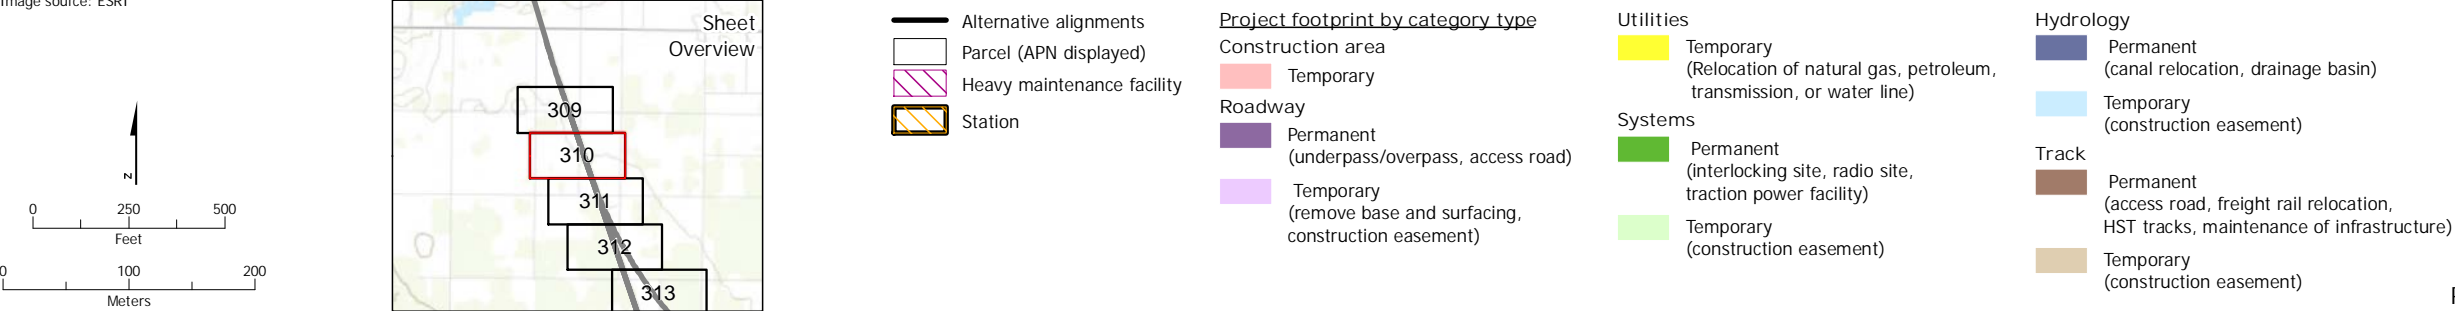 Image source: ESRI
N
0 250 500
Feet
0 100 200
Meters
Sheet
Overview
309
310
311
312
313
Alternative alignments
Parcel (APN displayed)
Heavy maintenance facility
Station
Project footprint by category type
Construction area
Temporary
Roadway
Permanent
(underpass/overpass, access road)
Temporary
(remove base and surfacing,
construction easement)
Utilities
Temporary
(Relocation of natural gas, petroleum,
transmission, or water line)
Systems
Permanent
(interlocking site, radio site,
traction power facility)
Temporary
(construction easement)
Hydrology
Permanent
(canal relocation, drainage basin)
Temporary
(construction easement)
Track
Permanent
(access road, freight rail relocation,
HST tracks, maintenance of infrastructure)
Temporary
(construction easement)